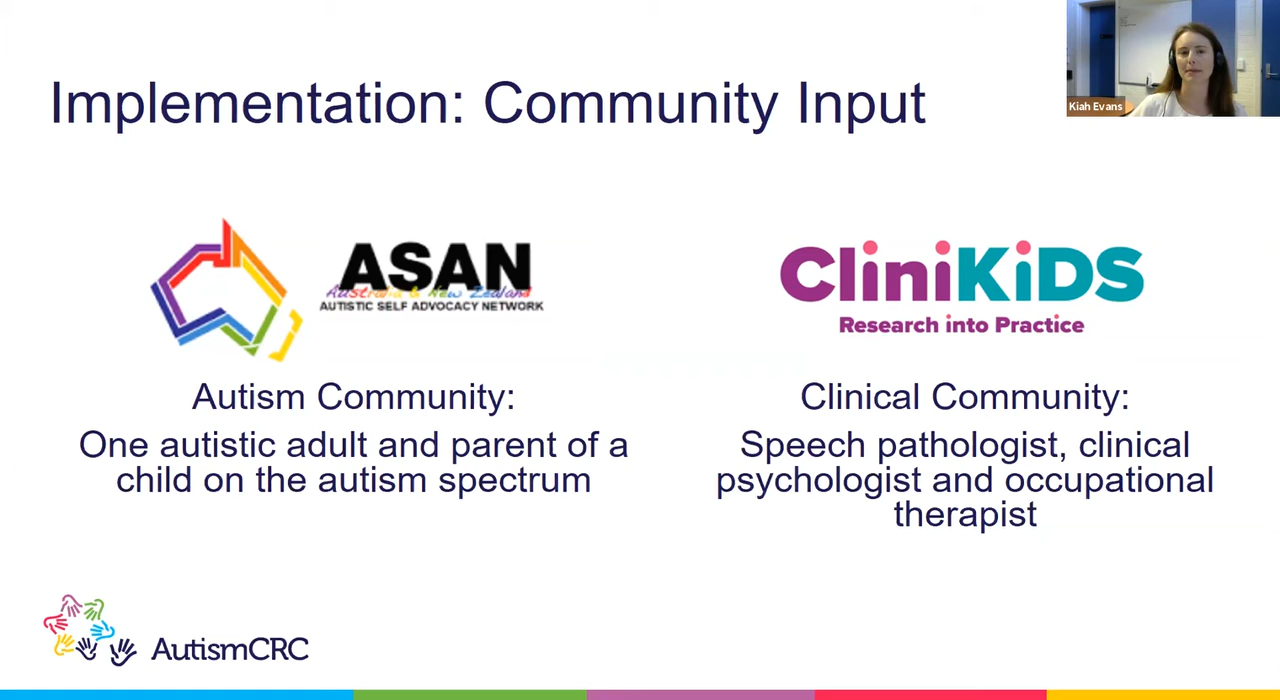 Implementation: Community Input
Kiah Evans
ASAN
Australia & New Zealand
AUTISTIC SELF ADVOCACY NETWORK
CliniKiDS
Research into Practice
Autism Community:
One autistic adult and parent of a
child on the autism spectrum
Clinical Community:
Speech pathologist, clinical
psychologist and occupational
therapist
AutismCRC